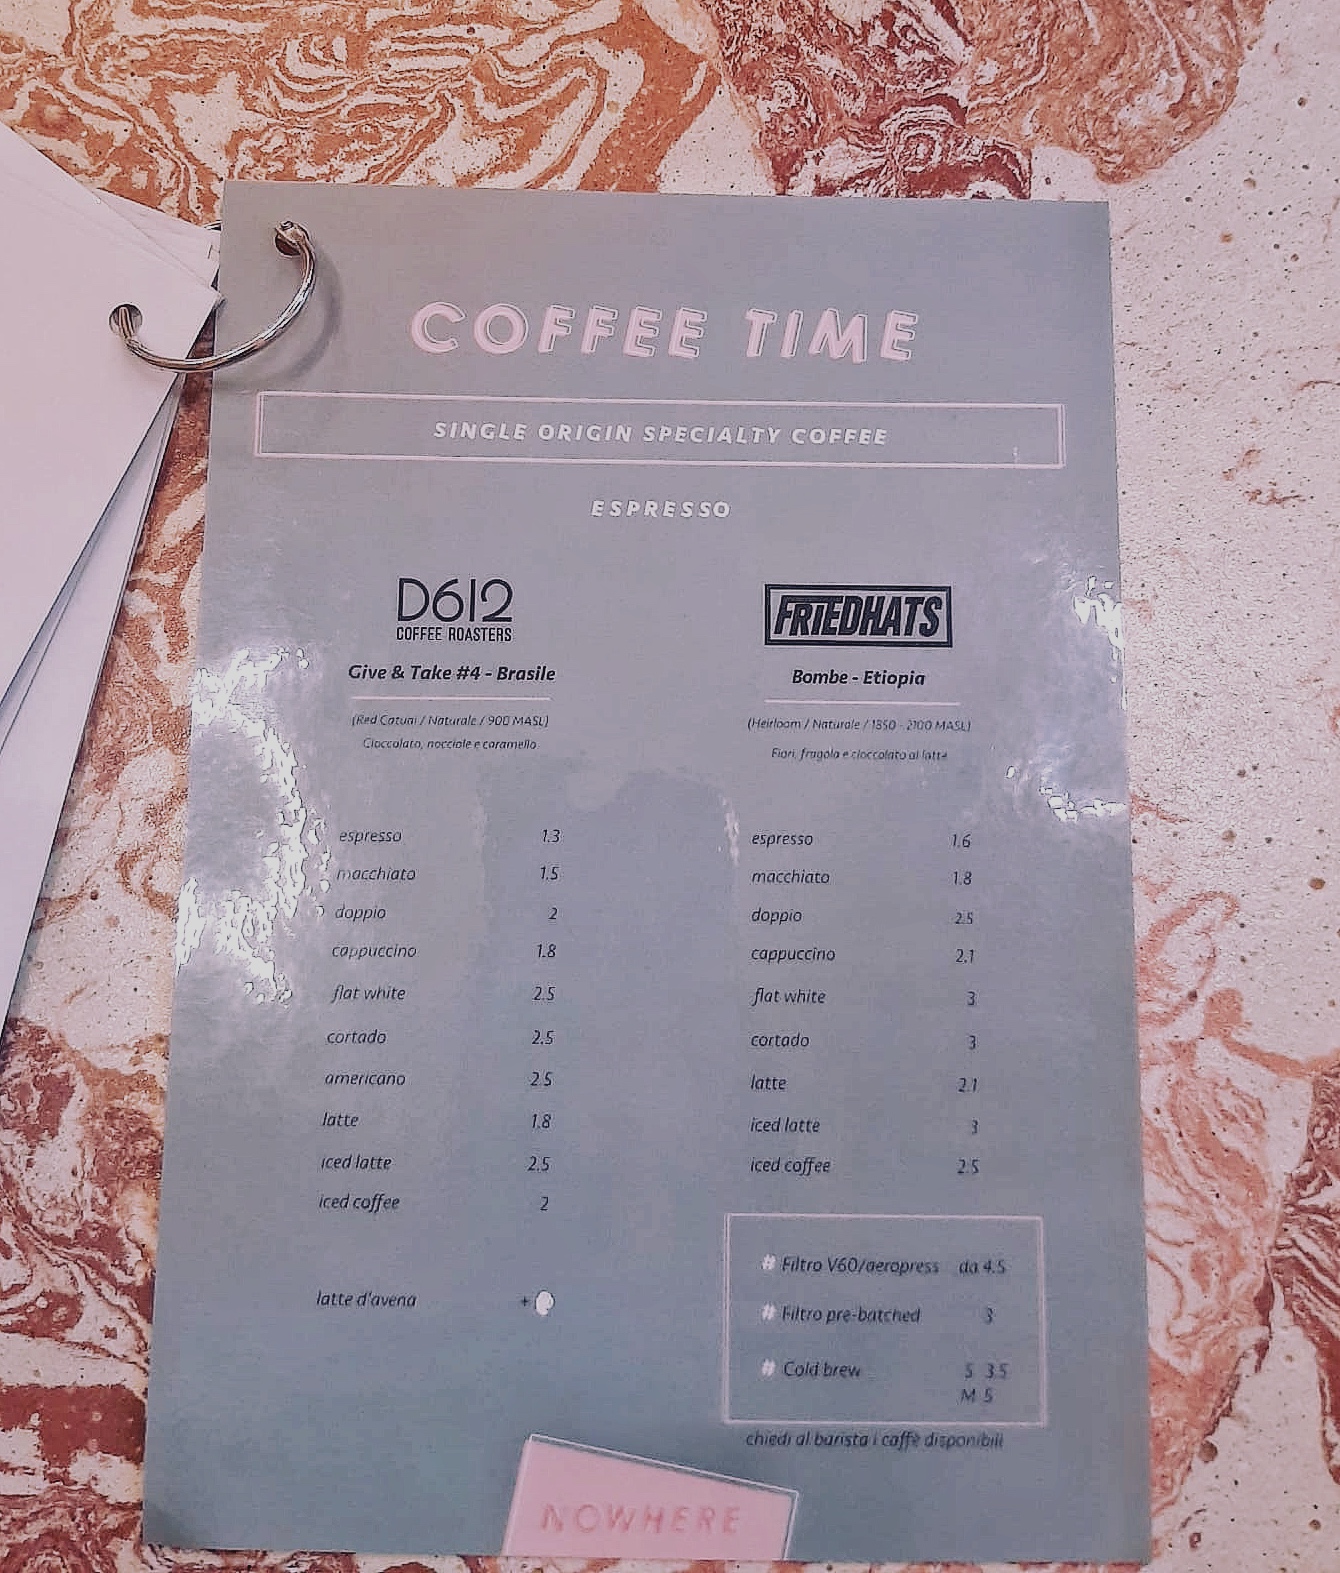 COFFEE TIME
SINGLE ORIGIN SPECIALTY COFFEE
ESPRESSO
D612
COFFEE ROASTERS
Give & Take #4 - Brasile
(Red Catuai / Naturale / 900 MASL)
Cioccolato, nocciole e caramello
espresso 1.3
macchiato 1.5
doppio 2
cappuccino 1.8
flat white 2.5
cortado 2.5
americano 2.5
latte 1.8
iced latte 2.5
iced coffee 2
latte d'avena +
FRIEDHATS
Bombe - Etiopia
(Heirloom / Naturale / 1850 - 2100 MASL)
Fiori, fragola e cioccolato al latte
espresso 1.6
macchiato 1.8
doppio 2.5
cappuccino 2.1
flat white 3
cortado 3
latte 2.1
iced latte 3
iced coffee 2.5
# Filtro V60/aeropress da 4.5
# Filtro pre-batched 3
# Cold brew S 3.5
M 5
chiedi al barista i caffè disponibili
NOWHERE